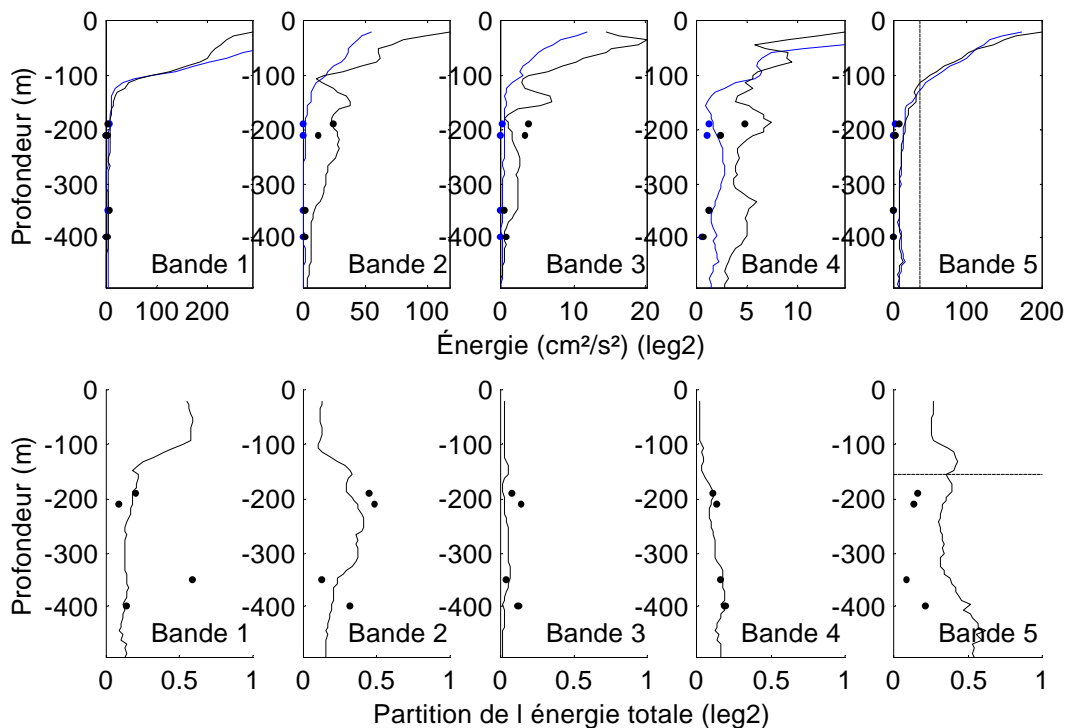 0
-100
-200
-300
-400
Profondeur (m)
Bande 1
0 100 200
0
-100
-200
-300
-400
Bande 2
0 50 100
0
-100
-200
-300
-400
Bande 3
0 10 20
0
-100
-200
-300
-400
Bande 4
0 5 10
0
-100
-200
-300
-400
Bande 5
0 100 200
Énergie (cm²/s²) (leg2)
0
-100
-200
-300
-400
Profondeur (m)
Bande 1
0 0.5 1
0
-100
-200
-300
-400
Bande 2
0 0.5 1
0
-100
-200
-300
-400
Bande 3
0 0.5 1
0
-100
-200
-300
-400
Bande 4
0 0.5 1
0
-100
-200
-300
-400
Bande 5
0 0.5 1
Partition de l énergie totale (leg2)